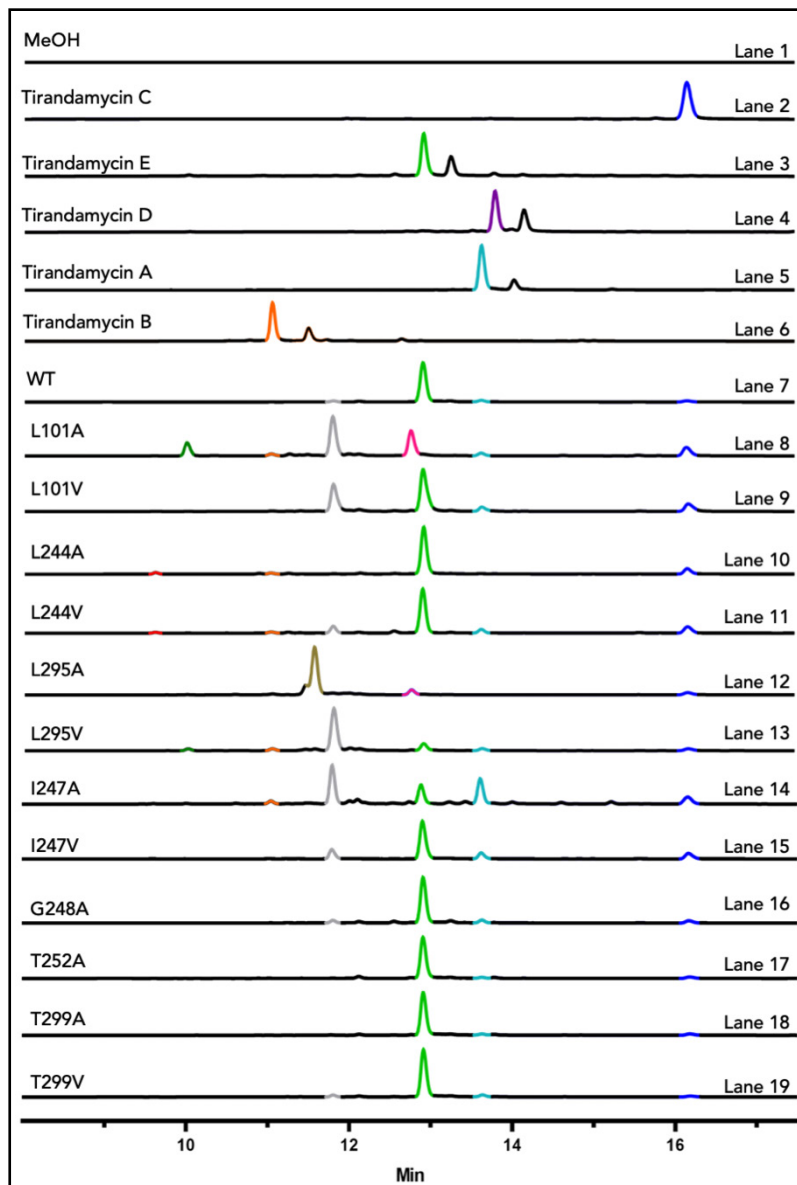 MeOH Lane 1
Tirandamycin C Lane 2
Tirandamycin E Lane 3
Tirandamycin D Lane 4
Tirandamycin A Lane 5
Tirandamycin B Lane 6
WT Lane 7
L101A Lane 8
L101V Lane 9
L244A Lane 10
L244V Lane 11
L295A Lane 12
L295V Lane 13
I247A Lane 14
I247V Lane 15
G248A Lane 16
T252A Lane 17
T299A Lane 18
T299V Lane 19
10 12 14 16
Min